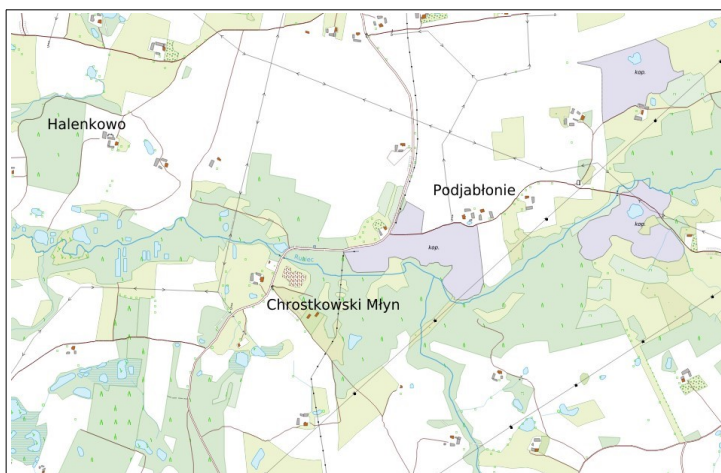 kop.
Halenkowo
Podjabłonie
kop.
kop.
Chrostkowski Młyn